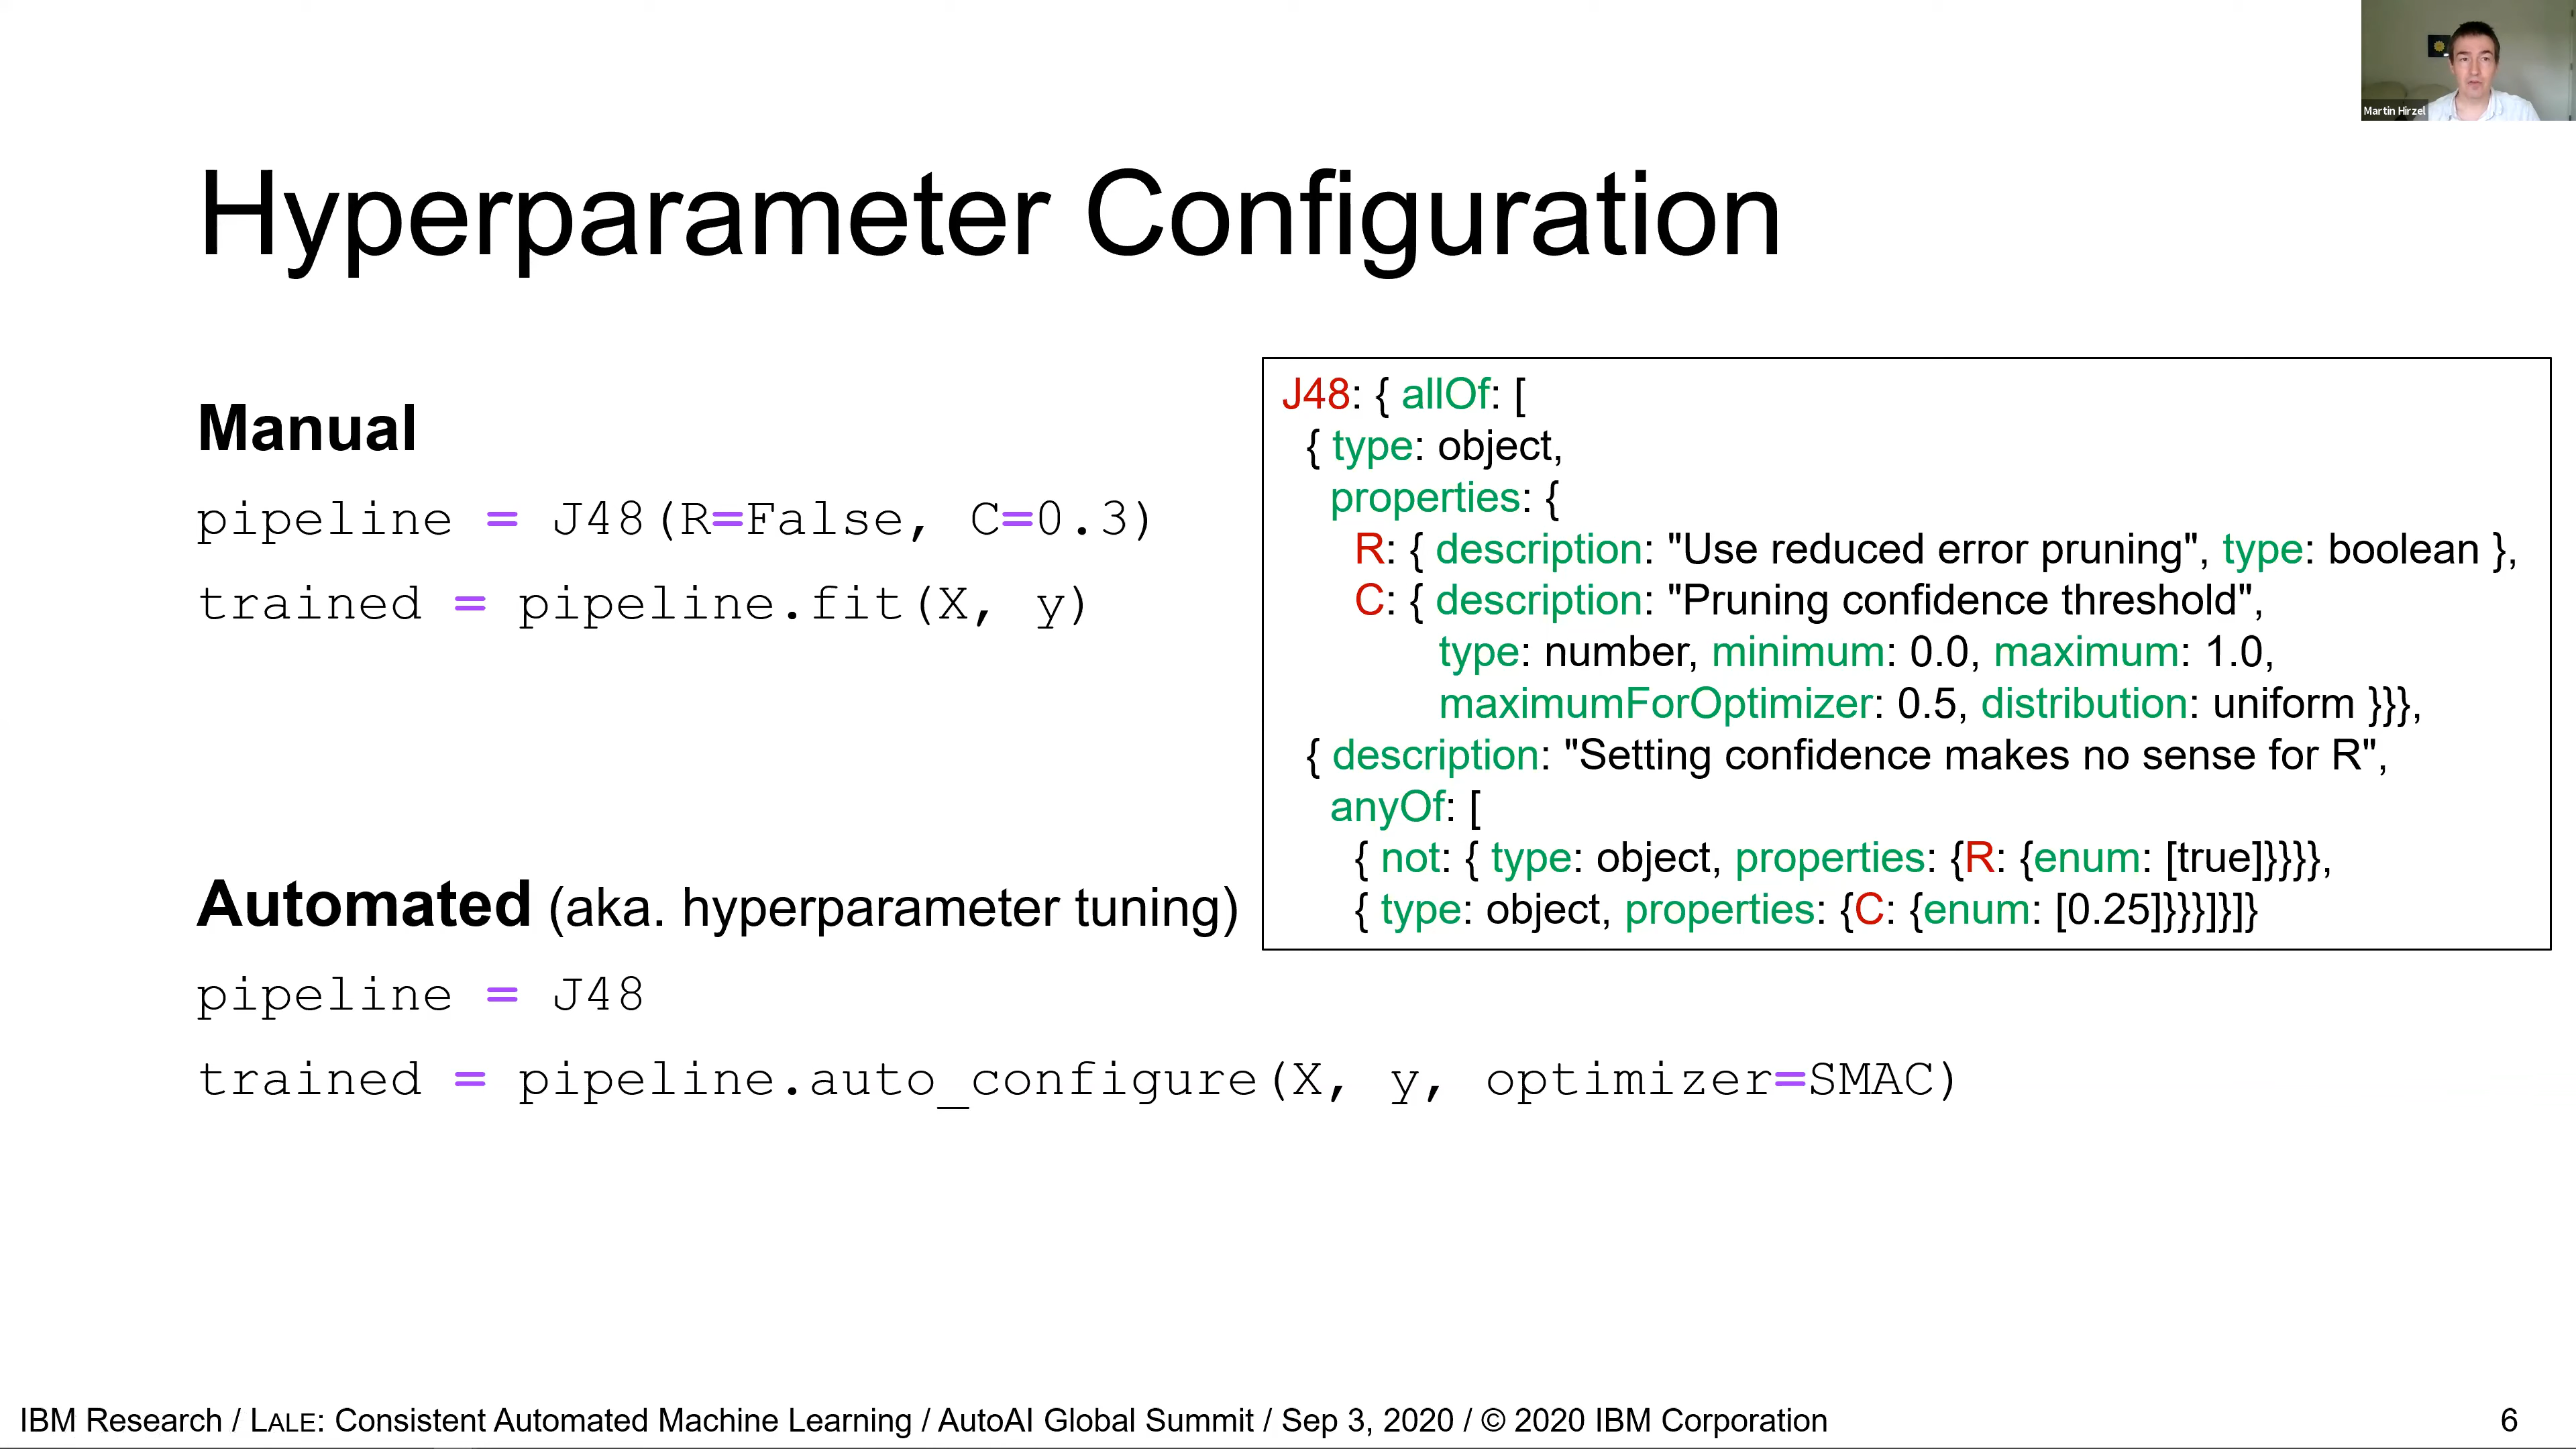 Martin Hirzel
Hyperparameter Configuration
Manual
pipeline = J48(R=False, C=0.3)
trained = pipeline.fit(X, y)
J48: { allOf: [
{ type: object,
properties: {
R: { description: "Use reduced error pruning", type: boolean },
C: { description: "Pruning confidence threshold",
type: number, minimum: 0.0, maximum: 1.0,
maximumForOptimizer: 0.5, distribution: uniform }}},
{ description: "Setting confidence makes no sense for R",
anyOf: [
{ not: { type: object, properties: {R: {enum: [true]}}}},
{ type: object, properties: {C: {enum: [0.25]}}}]}]}
Automated (aka. hyperparameter tuning)
pipeline = J48
trained = pipeline.auto_configure(X, y, optimizer=SMAC)
IBM Research / LALE: Consistent Automated Machine Learning / AutoAI Global Summit / Sep 3, 2020 / © 2020 IBM Corporation
6